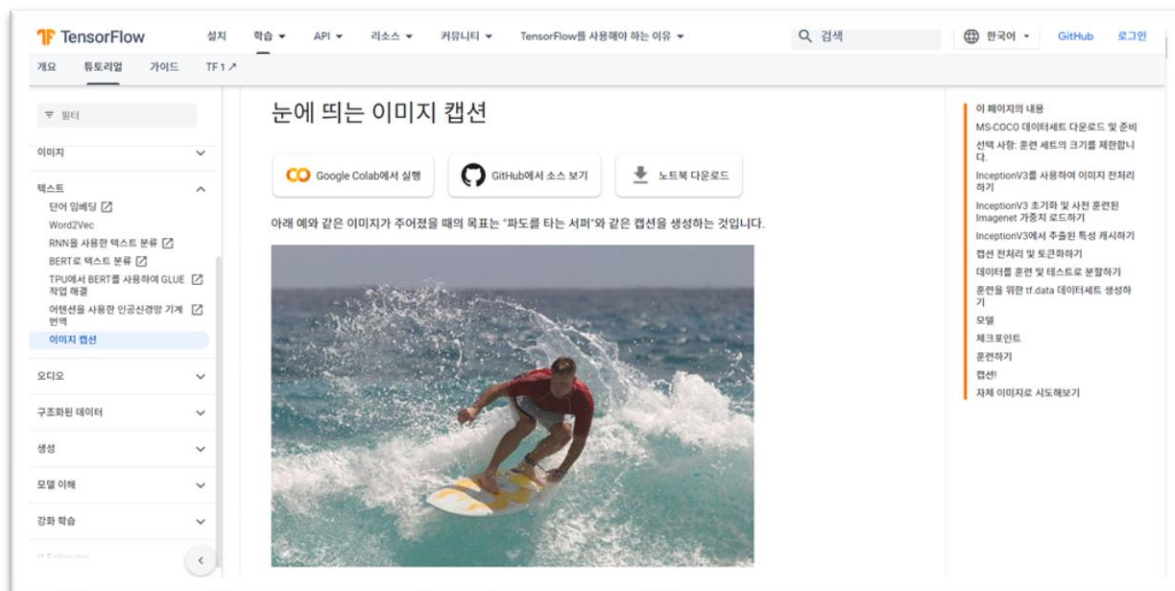 TensorFlow
설치
학습
API
리소스
커뮤니티
TensorFlow를 사용해야 하는 이유
검색
한국어
GitHub
로그인
개요
튜토리얼
가이드
TF 1 ↗
필터
이미지
텍스트
단어 임베딩
Word2Vec
RNN을 사용한 텍스트 분류
BERT로 텍스트 분류
TPU에서 BERT를 사용하여 GLUE
작업 해결
어텐션을 사용한 인공신경망 기계
번역
이미지 캡션
오디오
구조화된 데이터
생성
모델 이해
강화 학습
눈에 띄는 이미지 캡션
Google Colab에서 실행
GitHub에서 소스 보기
노트북 다운로드
아래 예와 같은 이미지가 주어졌을 때의 목표는 "파도를 타는 서퍼"와 같은 캡션을 생성하는 것입니다.
이 페이지의 내용
MS-COCO 데이터세트 다운로드 및 준비
선택 사항: 훈련 세트의 크기를 제한합니
다.
InceptionV3를 사용하여 이미지 전처리
하기
InceptionV3 초기화 및 사전 훈련된
Imagenet 가중치 로드하기
InceptionV3에서 추출된 특성 캐시하기
캡션 전처리 및 토큰화하기
데이터를 훈련 및 테스트로 분할하기
훈련을 위한 tf.data 데이터세트 생성하
기
모델
체크포인트
훈련하기
캡션!
자체 이미지로 시도해보기